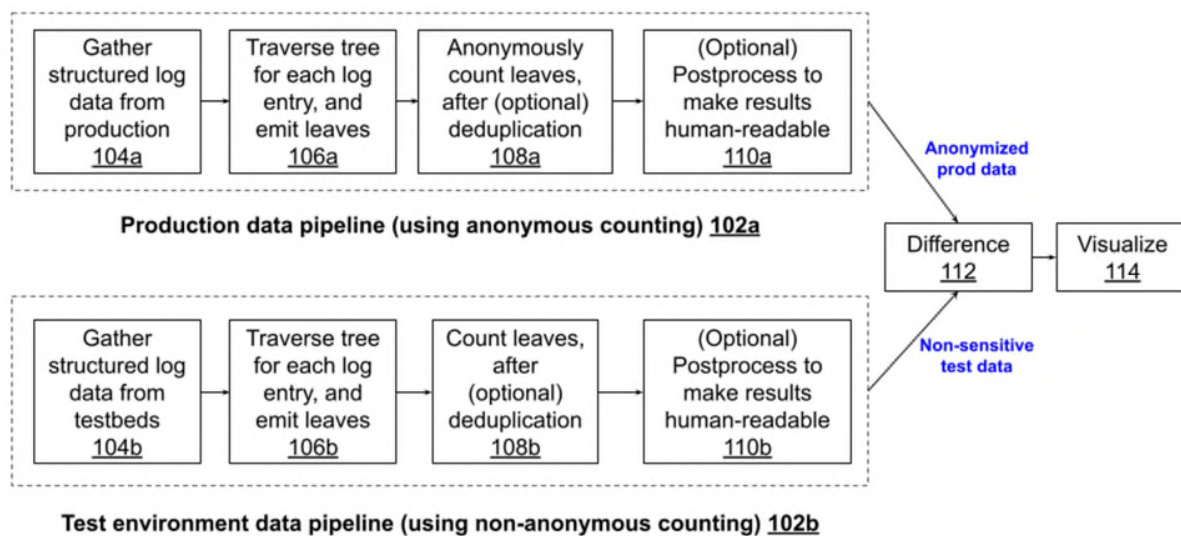 Gather
structured log
data from
production
104a
Traverse tree
for each log
entry, and
emit leaves
106a
Anonymously
count leaves,
after (optional)
deduplication
108a
(Optional)
Postprocess to
make results
human-readable
110a
Anonymized
prod data
Production data pipeline (using anonymous counting) 102a
Difference
112
Visualize
114
Gather
structured log
data from
testbeds
104b
Traverse tree
for each log
entry, and
emit leaves
106b
Count leaves,
after
(optional)
deduplication
108b
(Optional)
Postprocess to
make results
human-readable
110b
Non-sensitive
test data
Test environment data pipeline (using non-anonymous counting) 102b